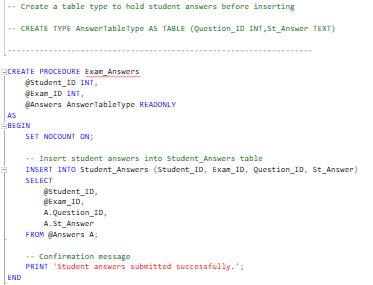 -- Create a table type to hold student answers before inserting
-- CREATE TYPE AnswerTableType AS TABLE (Question_ID INT,St_Answer TEXT)
--------------------------------------------------------------------
CREATE PROCEDURE Exam_Answers
@Student_ID INT,
@Exam_ID INT,
@Answers AnswerTableType READONLY
AS
BEGIN
SET NOCOUNT ON;
-- Insert student answers into Student_Answers table
INSERT INTO Student_Answers (Student_ID, Exam_ID, Question_ID, St_Answer)
SELECT
@Student_ID,
@Exam_ID,
A.Question_ID,
A.St_Answer
FROM @Answers A;
-- Confirmation message
PRINT 'Student answers submitted successfully.';
END